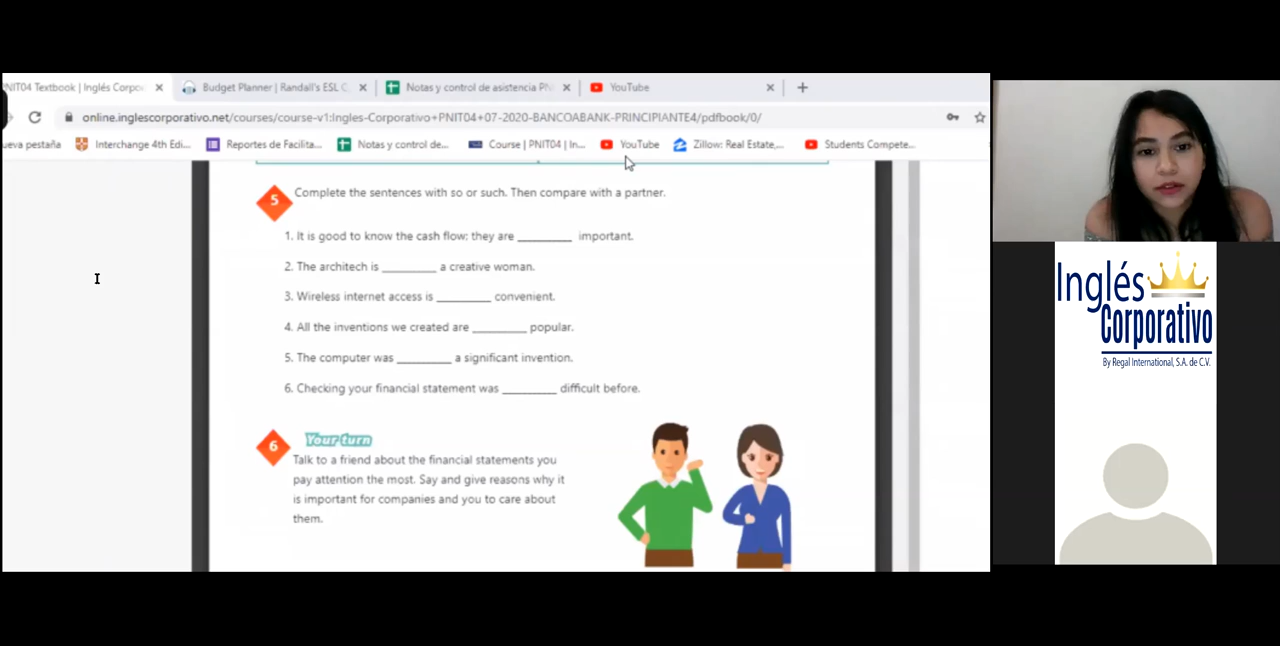 PNIT04 Textbook | Inglés Corpo
Budget Planner | Randall's ESL C
Notas y control de asistencia PN
YouTube
online.inglescorporativo.net/courses/course-v1:Ingles-Corporativo+PNIT04+07-2020-BANCOABANK-PRINCIPIANTE4/pdfbook/0/
ueva pestaña
Interchange 4th Edi...
Reportes de Facilita...
Notas y control de...
Course | PNIT04 | In...
YouTube
Zillow: Real Estate,...
Students Compete...
5
Complete the sentences with so or such. Then compare with a partner.
1. It is good to know the cash flow; they are _________ important.
2. The architech is _________ a creative woman.
3. Wireless internet access is _________ convenient.
4. All the inventions we created are _________ popular.
5. The computer was _________ a significant invention.
6. Checking your financial statement was _________ difficult before.
6
Your turn
Talk to a friend about the financial statements you
pay attention the most. Say and give reasons why it
is important for companies and you to care about
them.
Inglés
Corporativo
By Regal International, S.A. de C.V.